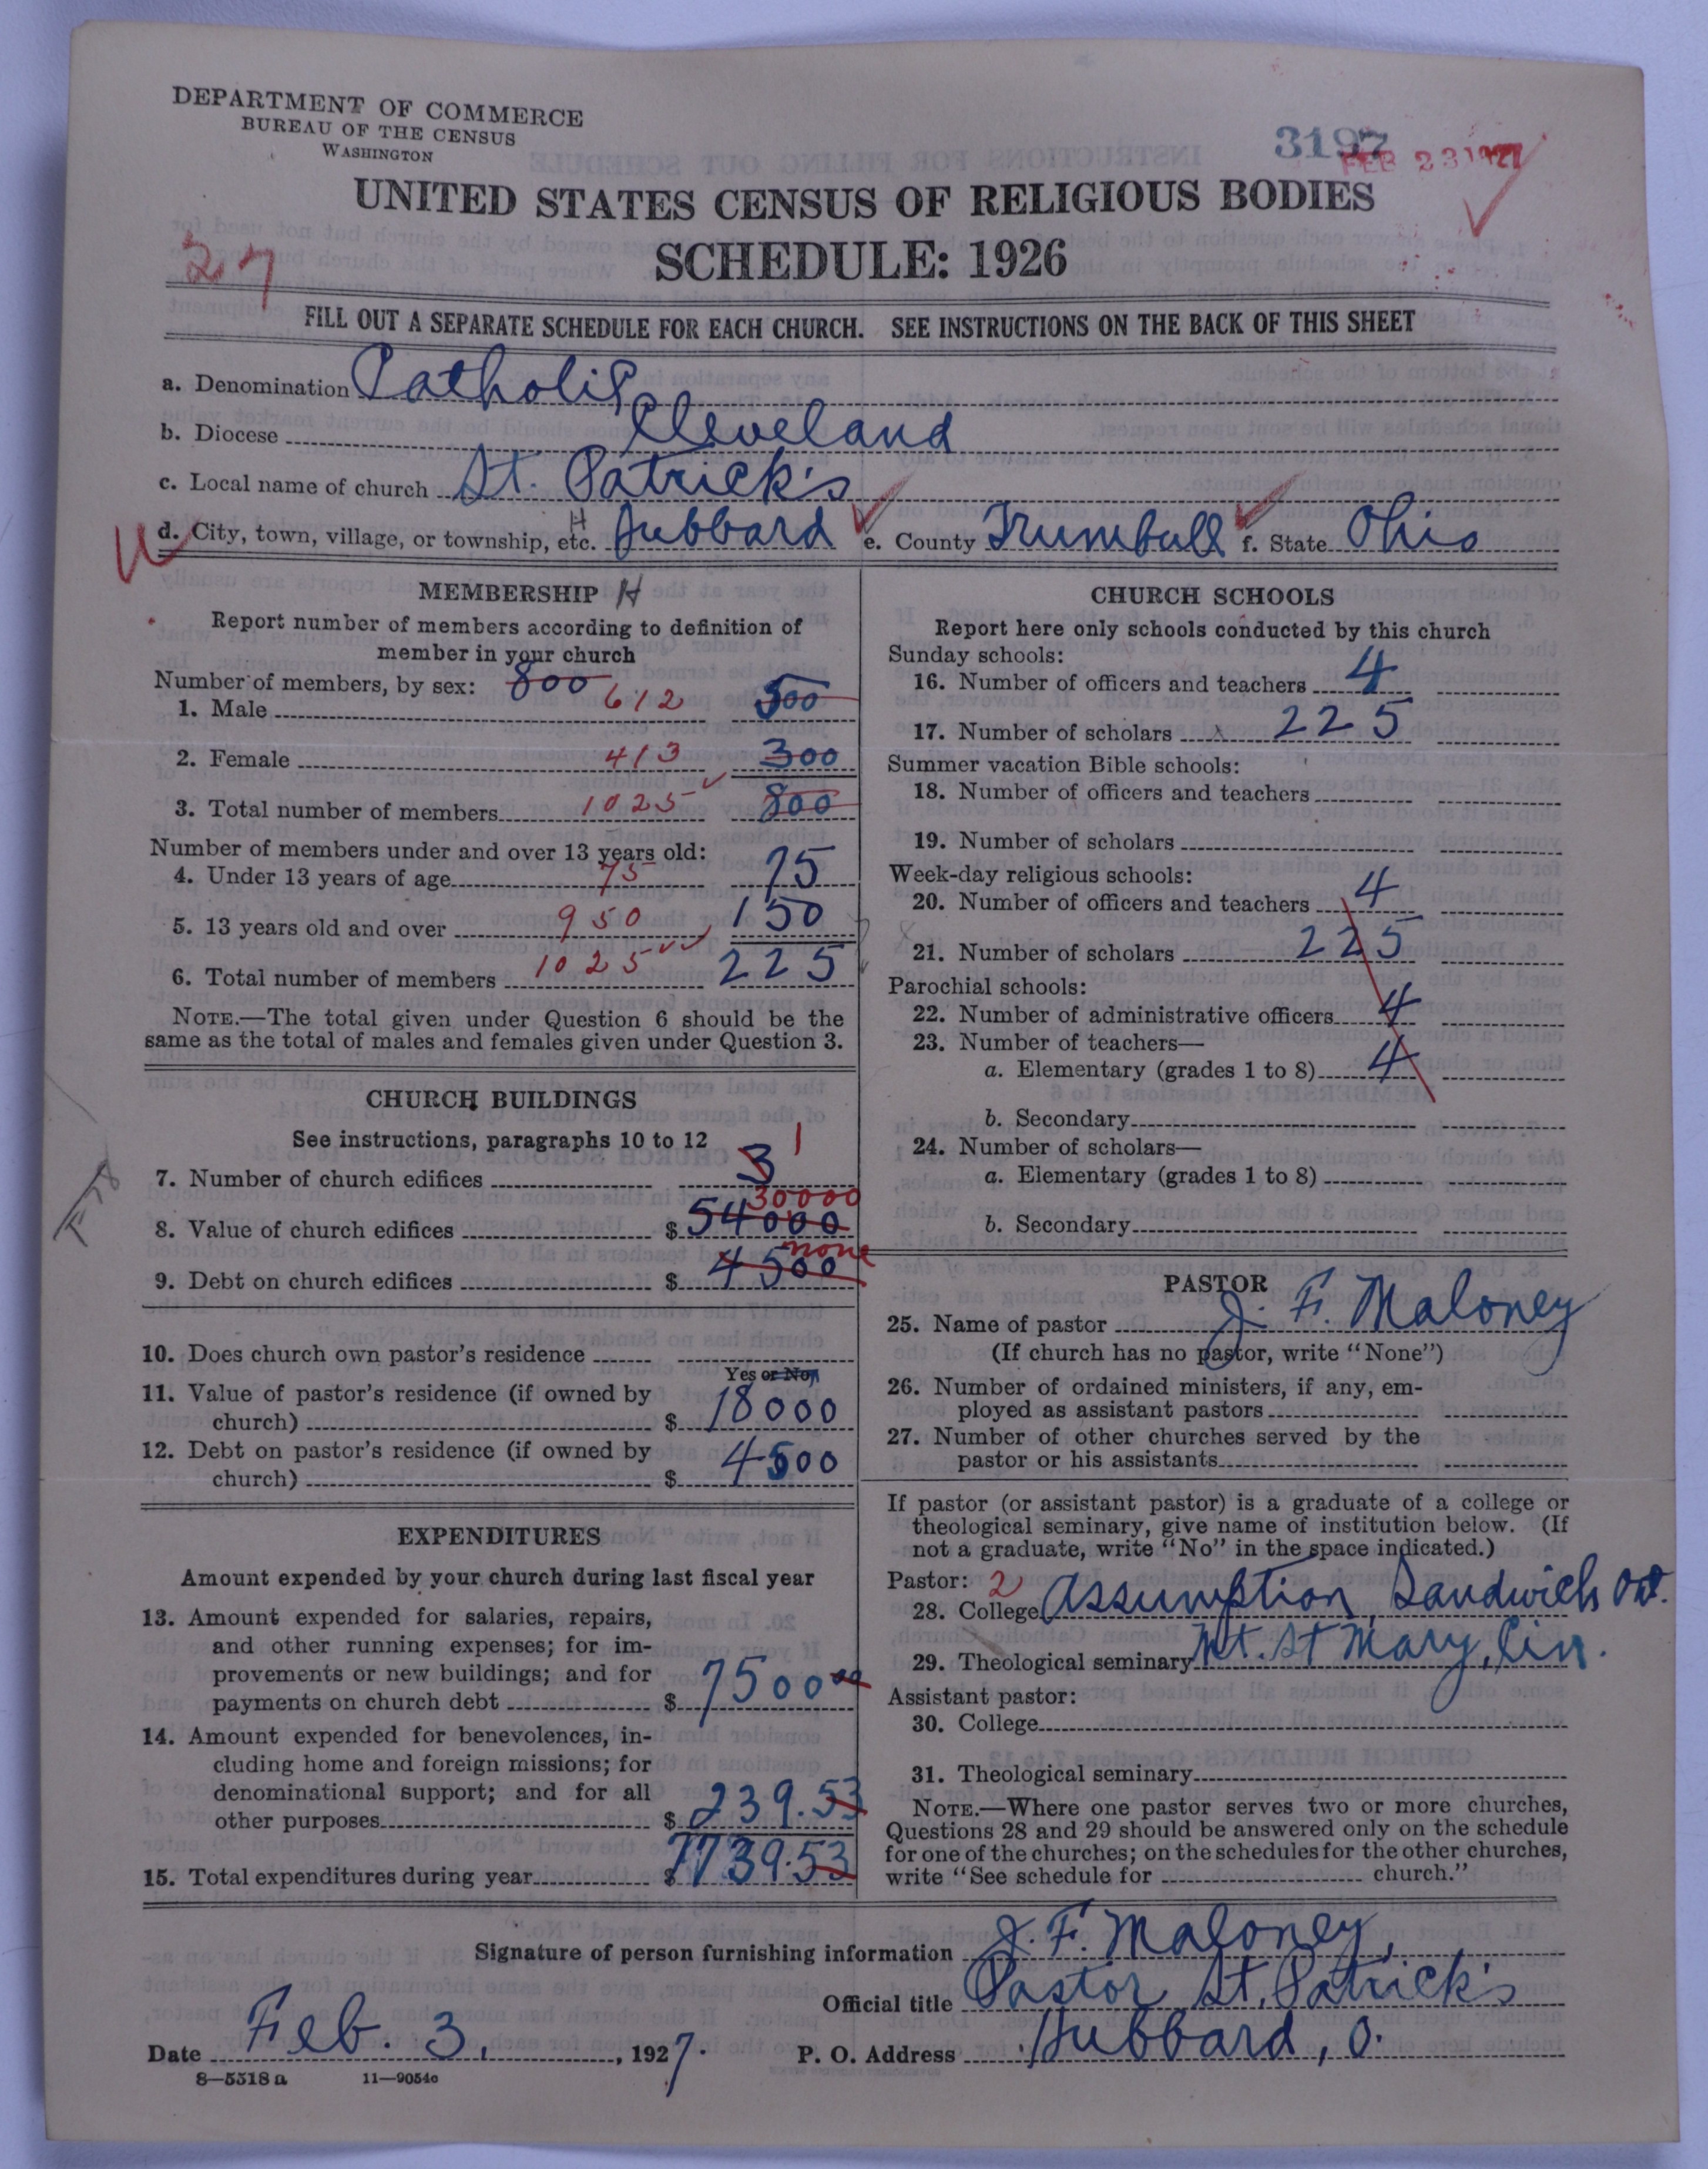 DEPARTMENT OF COMMERCE
BUREAU OF THE CENSUS
WASHINGTON
3197
FEB 23 1927
UNITED STATES CENSUS OF RELIGIOUS BODIES
SCHEDULE: 1926
27
FILL OUT A SEPARATE SCHEDULE FOR EACH CHURCH. SEE INSTRUCTIONS ON THE BACK OF THIS SHEET
a. Denomination Catholic
b. Diocese Cleveland
c. Local name of church St. Patrick's
d. City, town, village, or township, etc. Hubbard e. County Trumbull f. State Ohio
MEMBERSHIP H
Report number of members according to definition of
member in your church
Number of members, by sex: 800
1. Male 612 500
2. Female 413 300
3. Total number of members 1025 800
Number of members under and over 13 years old:
4. Under 13 years of age 75 75
5. 13 years old and over 950 150
6. Total number of members 1025 225
NOTE.—The total given under Question 6 should be the
same as the total of males and females given under Question 3.
CHURCH BUILDINGS
See instructions, paragraphs 10 to 12
7. Number of church edifices 3 1
8. Value of church edifices $ 54000 30000
9. Debt on church edifices $ 4500 none
10. Does church own pastor's residence
Yes or No
11. Value of pastor's residence (if owned by
church) $ 18000
12. Debt on pastor's residence (if owned by
church) $ 4500
EXPENDITURES
Amount expended by your church during last fiscal year
13. Amount expended for salaries, repairs,
and other running expenses; for im-
provements or new buildings; and for
payments on church debt $ 7500 00
14. Amount expended for benevolences, in-
cluding home and foreign missions; for
denominational support; and for all
other purposes $ 239.53
15. Total expenditures during year $ 7739.53
CHURCH SCHOOLS
Report here only schools conducted by this church
Sunday schools:
16. Number of officers and teachers 4
17. Number of scholars 225
Summer vacation Bible schools:
18. Number of officers and teachers
19. Number of scholars
Week-day religious schools:
20. Number of officers and teachers 4
21. Number of scholars 225
Parochial schools:
22. Number of administrative officers 4
23. Number of teachers—
a. Elementary (grades 1 to 8) 4
b. Secondary
24. Number of scholars—
a. Elementary (grades 1 to 8)
b. Secondary
PASTOR
25. Name of pastor J. F. Maloney
(If church has no pastor, write "None")
26. Number of ordained ministers, if any, em-
ployed as assistant pastors
27. Number of other churches served by the
pastor or his assistants
If pastor (or assistant pastor) is a graduate of a college or
theological seminary, give name of institution below. (If
not a graduate, write "No" in the space indicated.)
Pastor: 2
28. College Assumption, Sandwich Ont.
29. Theological seminary Mt. St Mary, Cin.
Assistant pastor:
30. College
31. Theological seminary
NOTE.—Where one pastor serves two or more churches,
Questions 28 and 29 should be answered only on the schedule
for one of the churches; on the schedules for the other churches,
write "See schedule for church."
Signature of person furnishing information J. F. Maloney,
Official title Pastor St. Patrick's
Date Feb. 3, 1927. P. O. Address Hubbard, O.
8—5518 a 11—9054c